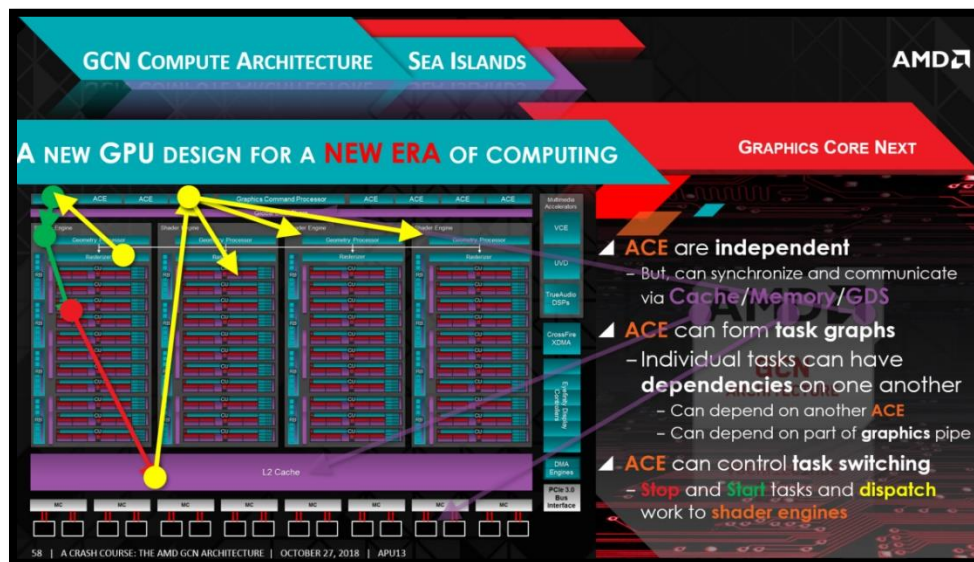 GCN COMPUTE ARCHITECTURE
SEA ISLANDS
AMD
A NEW GPU DESIGN FOR A NEW ERA OF COMPUTING
GRAPHICS CORE NEXT
ACE
ACE
Graphics Command Processor
ACE
ACE
ACE
ACE
Multimedia Accelerators
Engine
Shader Engine
Shader Engine
Shader Engine
Geometry Processor
Geometry Processor
Geometry Processor
Geometry Processor
Rasterizer
Rasterizer
Rasterizer
VCE
UVD
TrueAudio DSPs
CrossFire XDMA
Eyefinity Display Controllers
DMA Engines
PCIe 3.0 Bus Interface
L2 Cache
MC MC MC MC MC MC MC MC
ACE are independent
– But, can synchronize and communicate
via Cache/Memory/GDS
ACE can form task graphs
– Individual tasks can have
dependencies on one another
– Can depend on another ACE
– Can depend on part of graphics pipe
ACE can control task switching
– Stop and Start tasks and dispatch
work to shader engines
58 | A CRASH COURSE: THE AMD GCN ARCHITECTURE | OCTOBER 27, 2018 | APU13